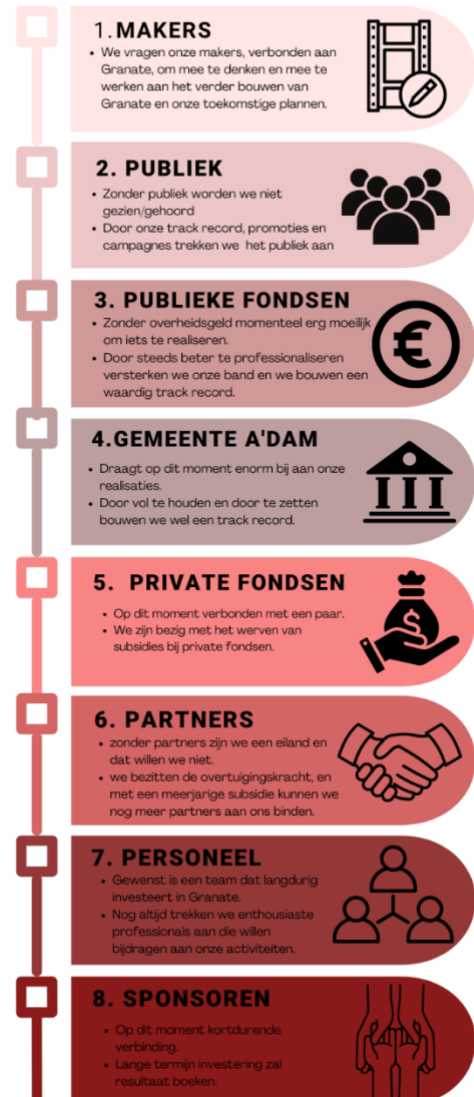 1. MAKERS
• We vragen onze makers, verbonden aan
Granate, om mee te denken en mee te
werken aan het verder bouwen van
Granate en onze toekomstige plannen.
2. PUBLIEK
• Zonder publiek worden we niet
gezien/gehoord
• Door onze track record, promoties en
campagnes trekken we het publiek aan
3. PUBLIEKE FONDSEN
• Zonder overheidsgeld momenteel erg moeilijk
om iets te realiseren.
• Door steeds beter te professionaliseren
versterken we onze band en we bouwen een
waardig track record.
4.GEMEENTE A'DAM
• Draagt op dit moment enorm bij aan onze
realisaties.
• Door vol te houden en door te zetten
bouwen we wel een track record.
5. PRIVATE FONDSEN
• Op dit moment verbonden met een paar.
• We zijn bezig met het werven van
subsidies bij private fondsen.
6. PARTNERS
• zonder partners zijn we een eiland en
dat willen we niet.
• we bezitten de overtuigingskracht, en
met een meerjarige subsidie kunnen we
nog meer partners aan ons binden.
7. PERSONEEL
• Gewenst is een team dat langdurig
investeert in Granate.
• Nog altijd trekken we enthousiaste
professionals aan die willen
bijdragen aan onze activiteiten.
8. SPONSOREN
• Op dit moment kortdurende
verbinding.
• Lange termijn investering zal
resultaat boeken.